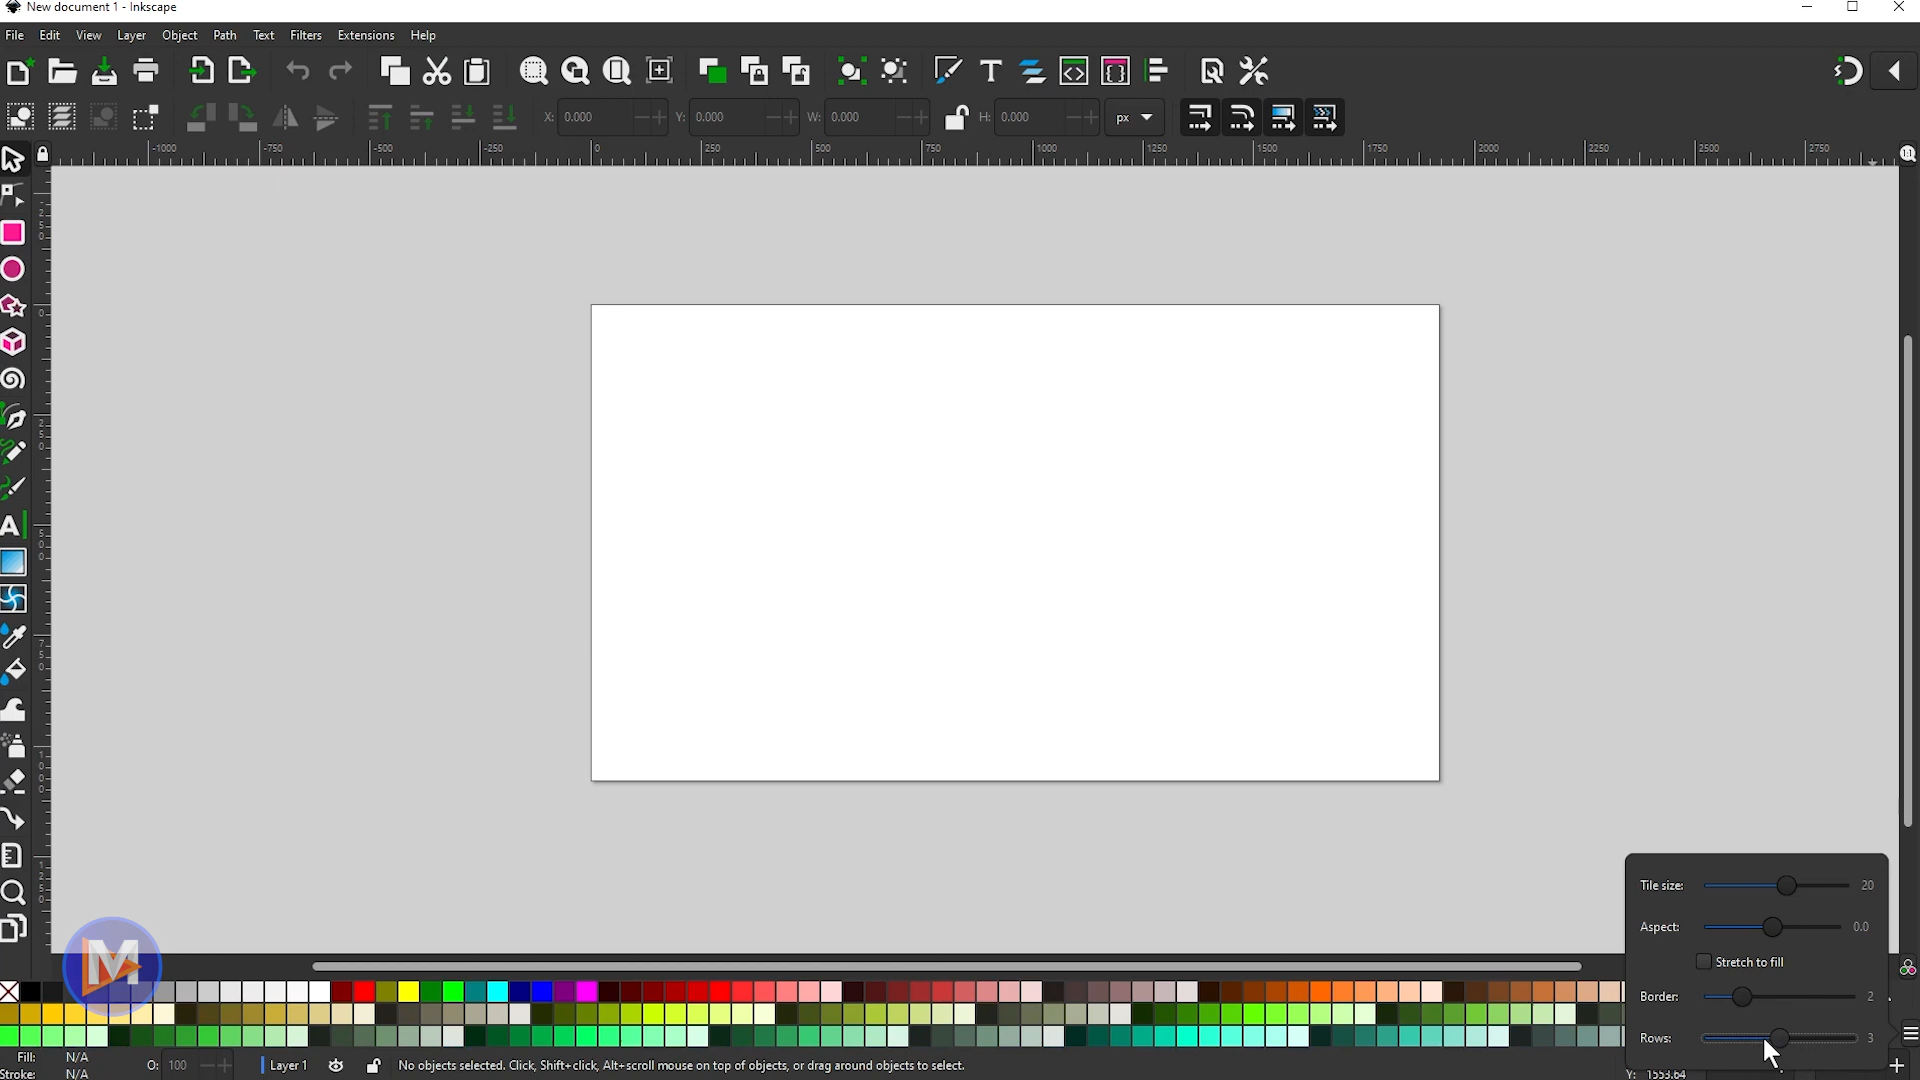 New document 1 - Inkscape
File Edit View Layer Object Path Text Filters Extensions Help
X: 0.000 Y: 0.000 W: 0.000 H: 0.000 px
-1000 -750 -500 -250 0 250 500 750 1000 1250 1500 1750 2000 2250 2500 2750
M
Tile size: 20
Aspect: 0.0
Stretch to fill
Border: 2
Rows: 3
Fill: N/A
Stroke: N/A
O: 100
Layer 1
No objects selected. Click, Shift+click, Alt+scroll mouse on top of objects, or drag around objects to select.
Y: 1553.64